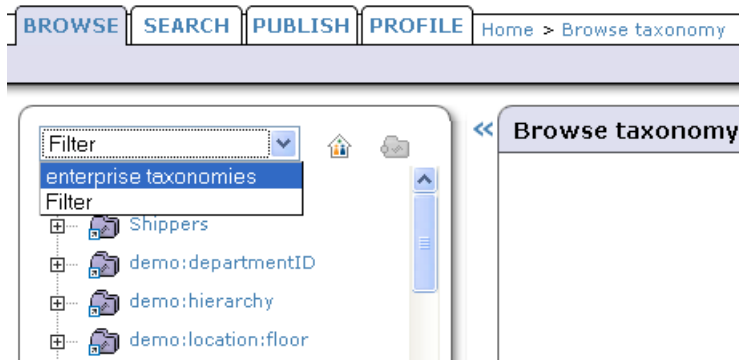 BROWSE SEARCH PUBLISH PROFILE Home > Browse taxonomy
Filter
enterprise taxonomies
Filter
Shippers
demo:departmentID
demo:hierarchy
demo:location:floor
« Browse taxonomy